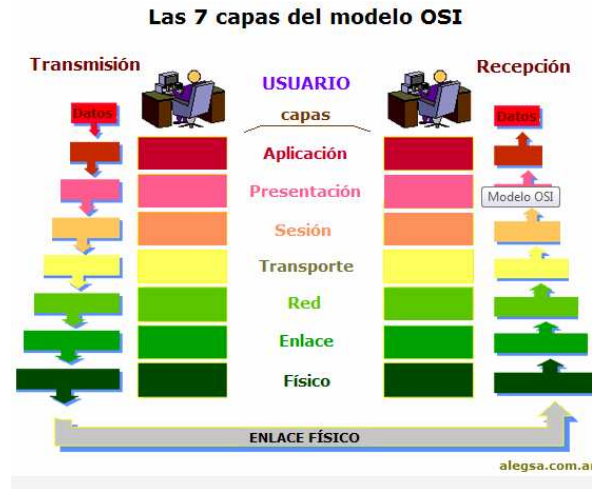 Las 7 capas del modelo OSI
Transmisión
Recepción
USUARIO
capas
Datos
Datos
Aplicación
Presentación
Modelo OSI
Sesión
Transporte
Red
Enlace
Físico
ENLACE FÍSICO
alegsa.com.ar